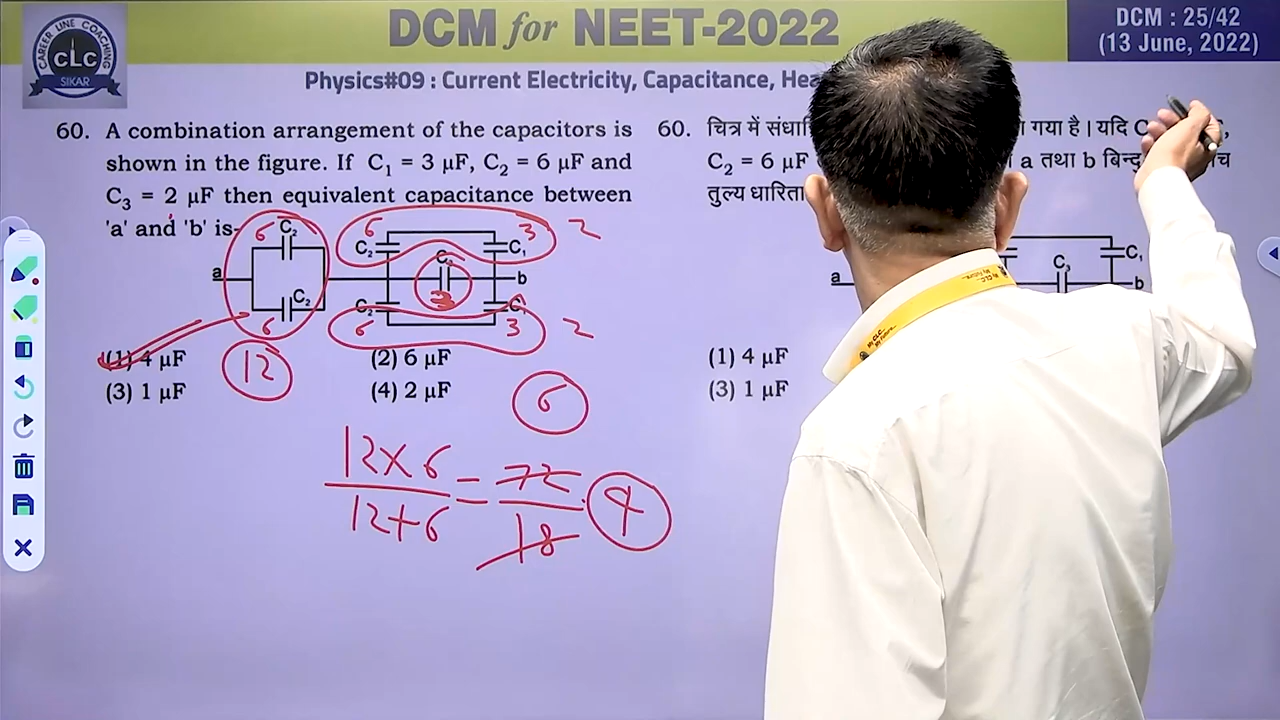 CAREER LINE COACHING
CLC
SIKAR
DCM for NEET-2022
DCM : 25/42
(13 June, 2022)
Physics#09 : Current Electricity, Capacitance, Hea
60. A combination arrangement of the capacitors is
shown in the figure. If C₁ = 3 μF, C₂ = 6 μF and
C₃ = 2 μF then equivalent capacitance between
'a' and 'b' is-
60. चित्र में संधारि गया है। यदि C
C₂ = 6 μF a तथा b बिन्दु
तुल्य धारिता
C₂ 6
C₂ 6
a
C₂ 6 3 C₁ 2
3
b
C₂ 6 3 2
(1) 4 μF (2) 6 μF
(3) 1 μF (4) 2 μF
12
6
12×6 = 72
12+6 18
4
C₁
a b
(1) 4 μF
(3) 1 μF